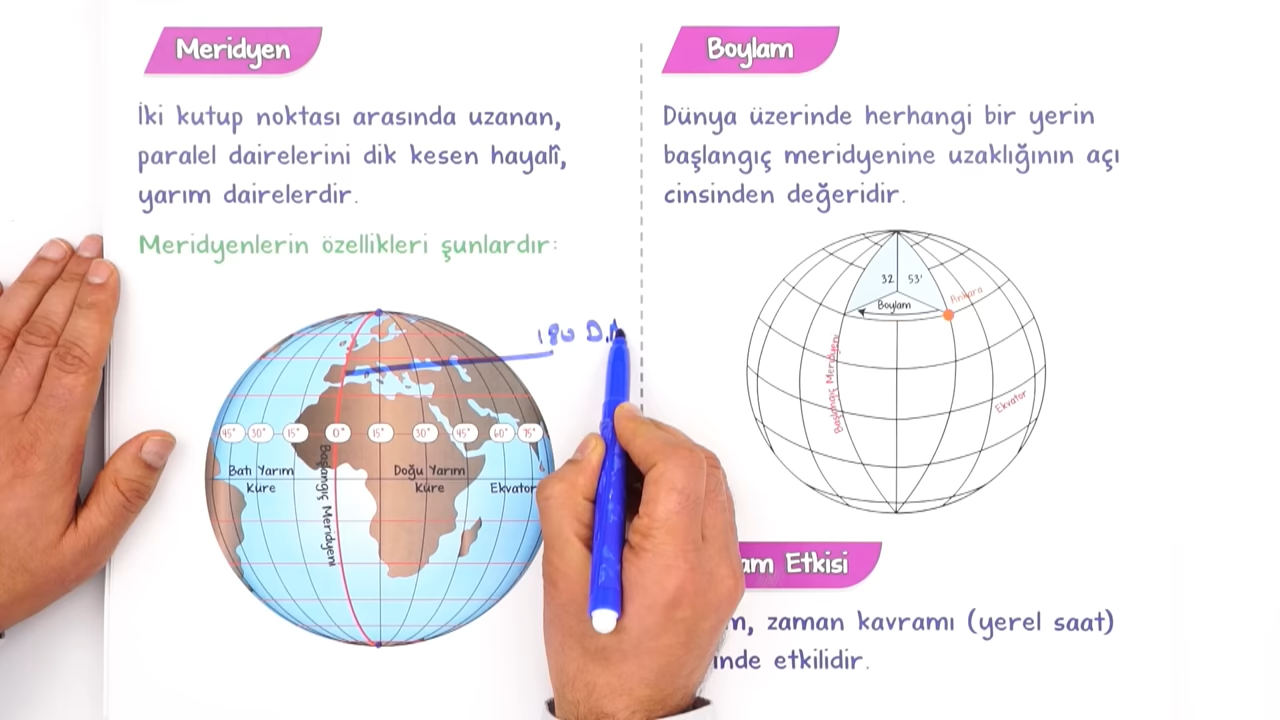 Meridyen
İki kutup noktası arasında uzanan,
paralel dairelerini dik kesen hayalî,
yarım dairelerdir.
Meridyenlerin özellikleri şunlardır:
180 D.
45° 30° 15° 0° 15° 30° 45° 60° 75°
Batı Yarım
Küre
Başlangıç Meridyeni
Doğu Yarım
Küre
Ekvator
Boylam
Dünya üzerinde herhangi bir yerin
başlangıç meridyenine uzaklığının açı
cinsinden değeridir.
32 53'
Boylam
Ankara
Başlangıç Meridyeni
Ekvator
Etkisi
zaman kavramı (yerel saat)
etkilidir.